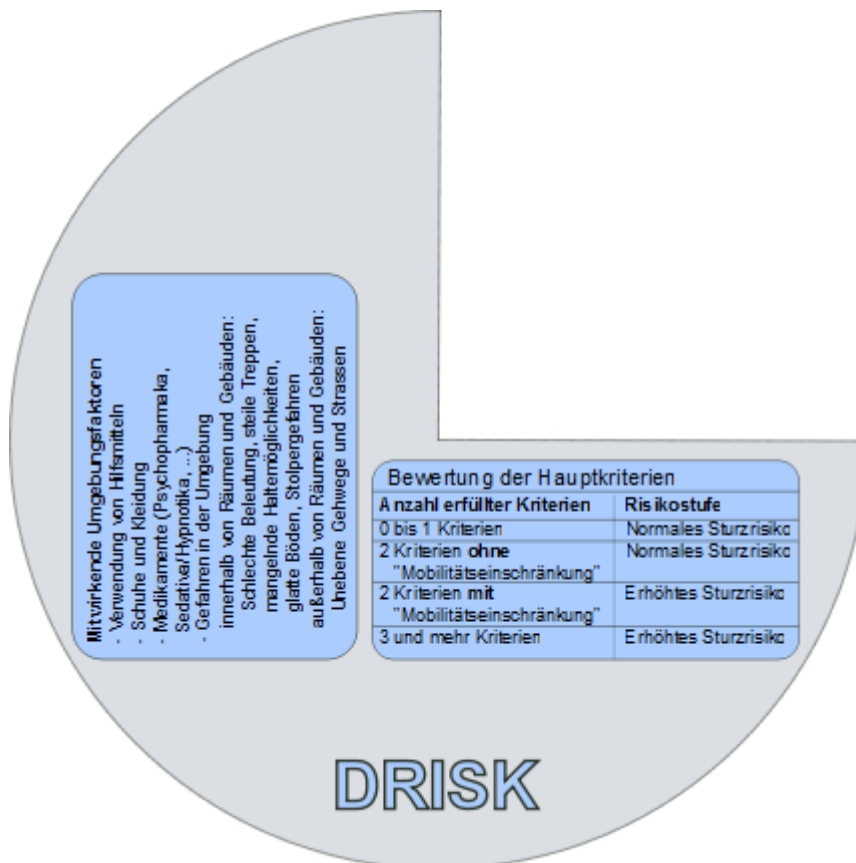 Mitwirkende Umgebungsfaktoren
- Verwendung von Hilfsmitteln
- Schuhe und Kleidung
- Medikamente (Psychopharmaka,
Sedativa/Hypnotika, ...)
- Gefahren in der Umgebung
innerhalb von Räumen und Gebäuden:
Schlechte Beleutung, steile Treppen,
mangelnde Haltemöglichkeiten,
glatte Böden, Stolpergefahren
außerhalb von Räumen und Gebäuden:
Unebene Gehwege und Strassen
Bewertung der Hauptkriterien
Anzahl erfüllter Kriterien Risikostufe
0 bis 1 Kriterien Normales Sturzrisiko
2 Kriterien ohne Normales Sturzrisiko
"Mobilitätseinschränkung"
2 Kriterien mit Erhöhtes Sturzrisiko
"Mobilitätseinschränkung"
3 und mehr Kriterien Erhöhtes Sturzrisiko
DRISK